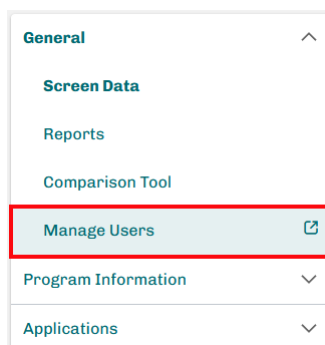 General
Screen Data
Reports
Comparison Tool
Manage Users
Program Information
Applications